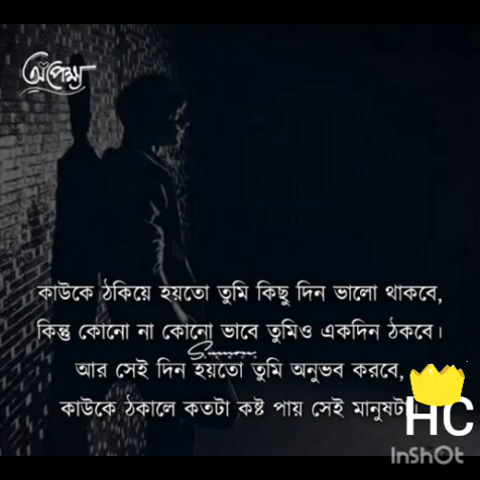 অপেক্ষা
কাউকে ঠকিয়ে হয়তো তুমি কিছু দিন ভালো থাকবে,
কিন্তু কোনো না কোনো ভাবে তুমিও একদিন ঠকবে।
আর সেই দিন হয়তো তুমি অনুভব করবে,
কাউকে ঠকালে কতটা কষ্ট পায় সেই মানুষটা
HC
InShOt